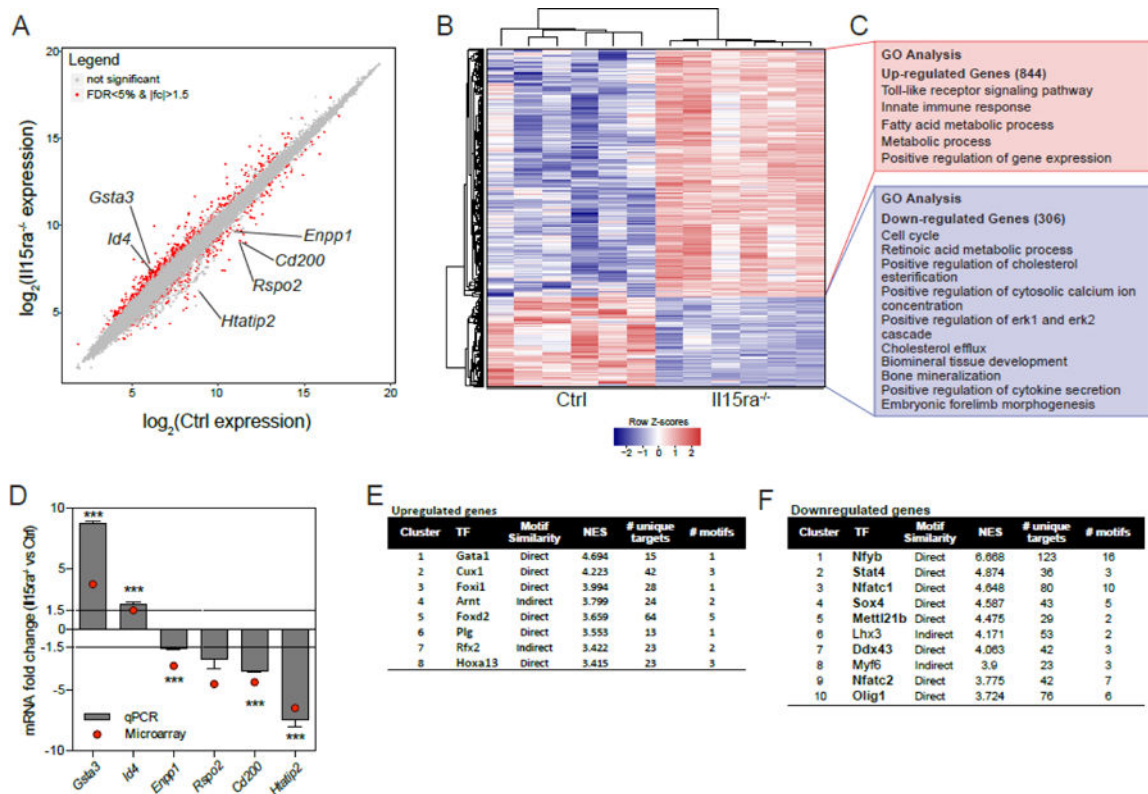 A
20
15
10
5
5
10
15
20
Legend
not significant
FDR<5% & |fc|>1.5
Gsta3
Id4
Enpp1
Cd200
Rspo2
Htatip2
log2(Il15ra-/- expression)
log2(Ctrl expression)
B
Ctrl
Il15ra-/-
Row Z-scores
-2 -1 0 1 2
C
GO Analysis
Up-regulated Genes (844)
Toll-like receptor signaling pathway
Innate immune response
Fatty acid metabolic process
Metabolic process
Positive regulation of gene expression
GO Analysis
Down-regulated Genes (306)
Cell cycle
Retinoic acid metabolic process
Positive regulation of cholesterol
esterification
Positive regulation of cytosolic calcium ion
concentration
Positive regulation of erk1 and erk2
cascade
Cholesterol efflux
Biomineral tissue development
Bone mineralization
Positive regulation of cytokine secretion
Embryonic forelimb morphogenesis
D
mRNA fold change (Il15ra-/- vs Ctrl)
10
5
1.5
0
-1.5
-5
-10
***
***
***
***
***
qPCR
Microarray
Gsta3
Id4
Enpp1
Rspo2
Cd200
Htatip2
E
Upregulated genes
Cluster TF Motif Similarity NES # unique targets # motifs
1 Gata1 Direct 4.694 15 1
2 Cux1 Direct 4.223 42 3
3 Foxi1 Direct 3.994 28 1
4 Arnt Indirect 3.799 24 2
5 Foxd2 Direct 3.659 64 5
6 Plg Direct 3.553 13 1
7 Rfx2 Indirect 3.422 23 2
8 Hoxa13 Direct 3.415 23 3
F
Downregulated genes
Cluster TF Motif Similarity NES # unique targets # motifs
1 Nfyb Direct 6.668 123 16
2 Stat4 Direct 4.874 36 3
3 Nfatc1 Direct 4.648 80 10
4 Sox4 Direct 4.587 43 5
5 Mettl21b Direct 4.475 29 2
6 Lhx3 Indirect 4.171 53 2
7 Ddx43 Direct 4.063 42 3
8 Myf6 Indirect 3.9 23 3
9 Nfatc2 Direct 3.775 42 7
10 Olig1 Direct 3.724 76 6